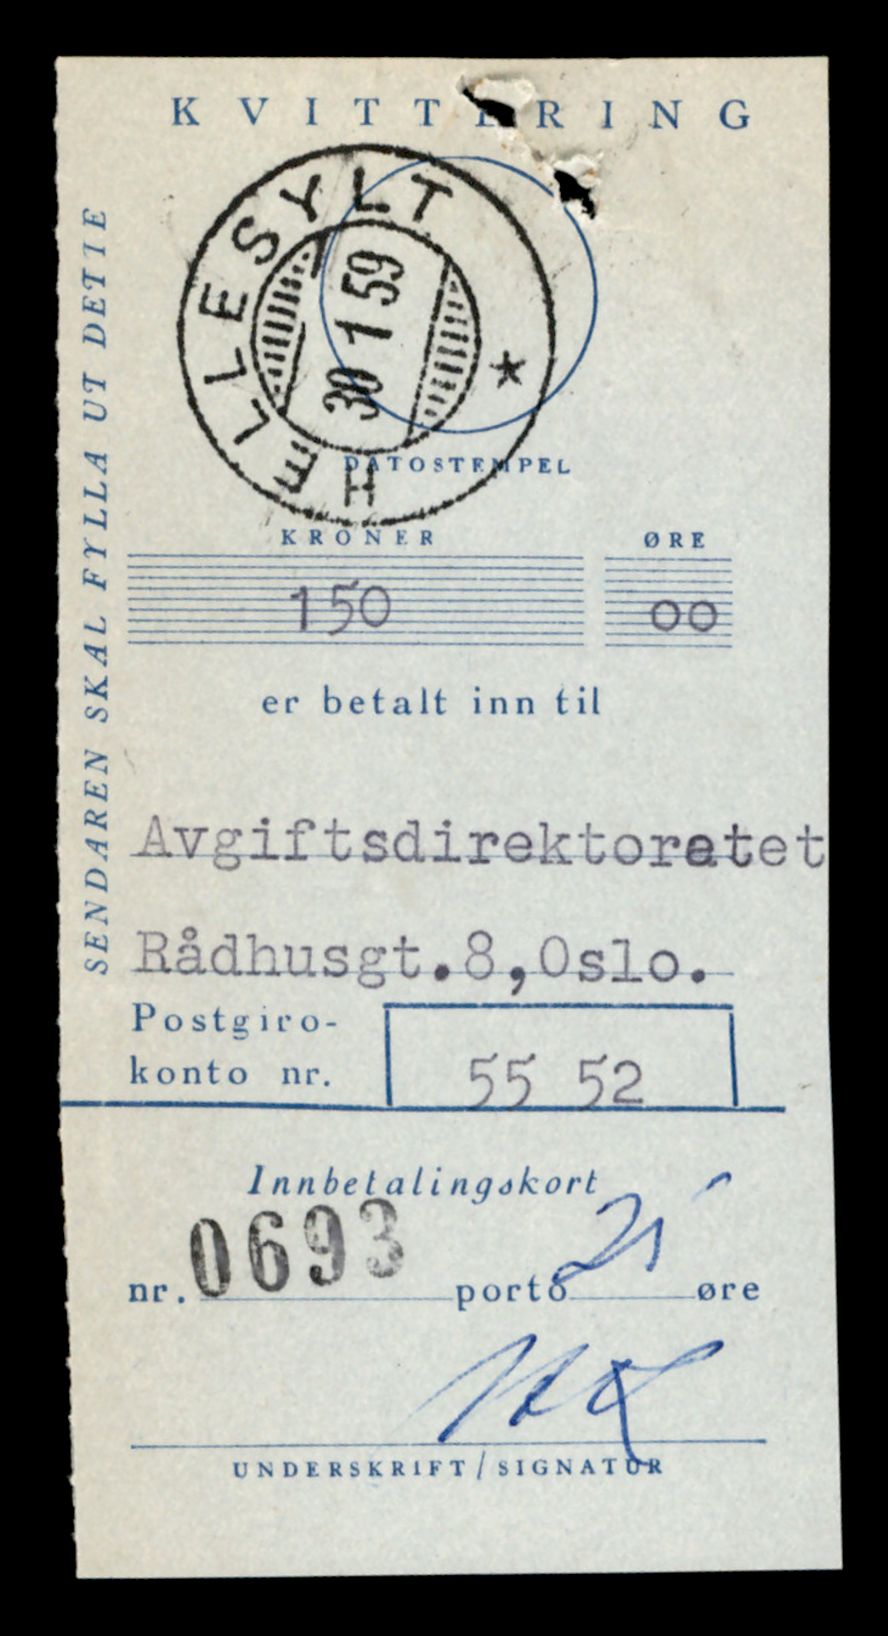 KVITTERING
SENDAREN SKAL FYLLA UT DETTE
HELLESYLT
30 1 59
DATOSTEMPEL
KRONER ØRE
150 00
er betalt inn til
Avgiftsdirektoratet
Rådhusgt.8,Oslo.
Postgiro-
konto nr. 55 52
Innbetalingskort
nr. 0693 porto øre
UNDERSKRIFT/SIGNATUR